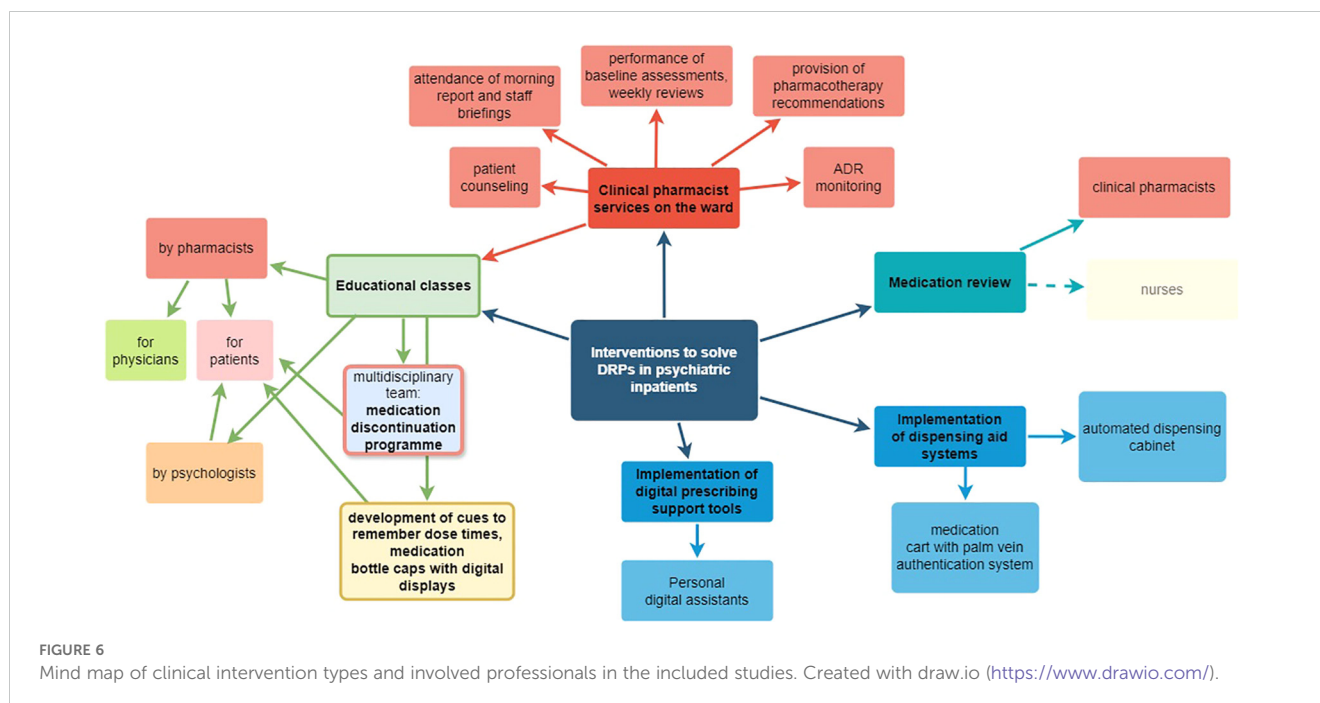 attendance of morning
report and staff
briefings
performance of
baseline assessments,
weekly reviews
provision of
pharmacotherapy
recommendations
patient
counseling
Clinical pharmacist
services on the ward
ADR
monitoring
clinical pharmacists
by pharmacists
Educational classes
Medication review
nurses
for
physicians
for
patients
multidisciplinary
team:
medication
discontinuation
programme
Interventions to solve
DRPs in psychiatric
inpatients
Implementation
of dispensing aid
systems
automated dispensing
cabinet
by psychologists
Implementation of
digital prescribing
support tools
development of cues to
remember dose times,
medication
bottle caps with digital
displays
medication
cart with palm vein
authentication system
Personal
digital assistants
FIGURE 6
Mind map of clinical intervention types and involved professionals in the included studies. Created with draw.io (https://www.drawio.com/).